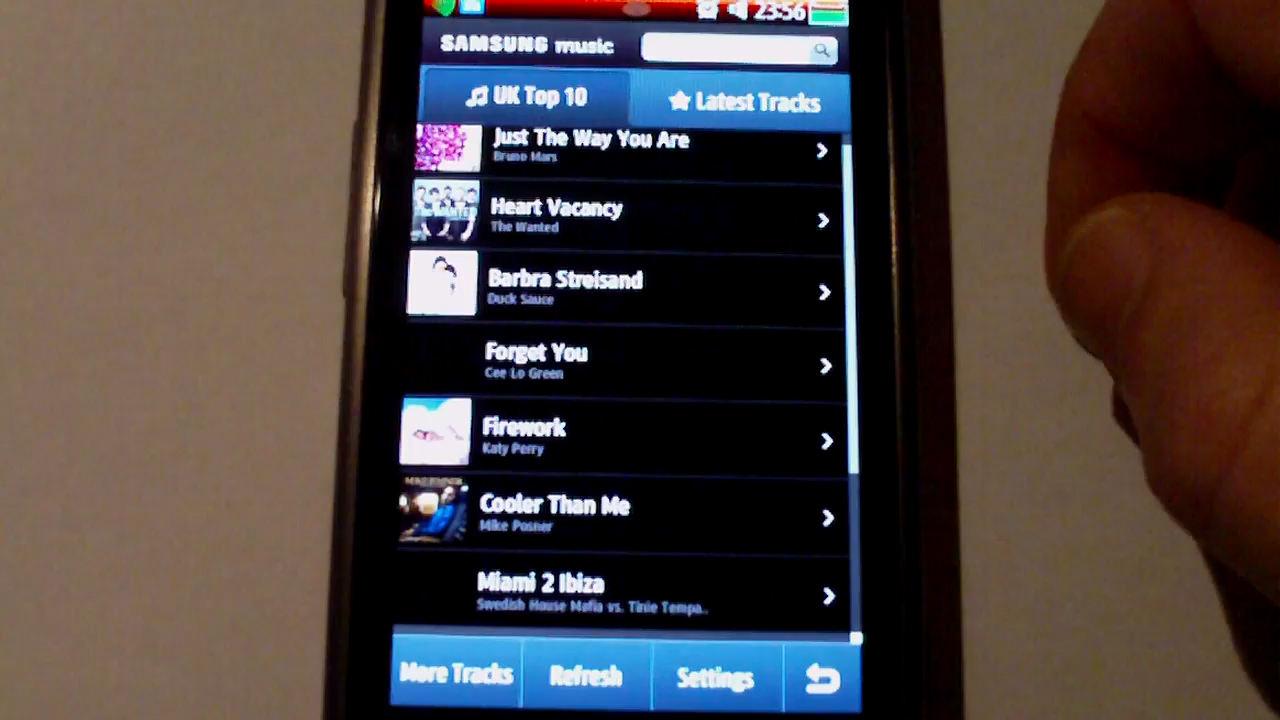 23:56
SAMSUNG music
UK Top 10
Latest Tracks
Just The Way You Are
Bruno Mars
Heart Vacancy
The Wanted
Barbra Streisand
Duck Sauce
Forget You
Cee Lo Green
Firework
Katy Perry
Cooler Than Me
Mike Posner
Miami 2 Ibiza
Swedish House Mafia vs. Tinie Tempa..
More Tracks
Refresh
Settings